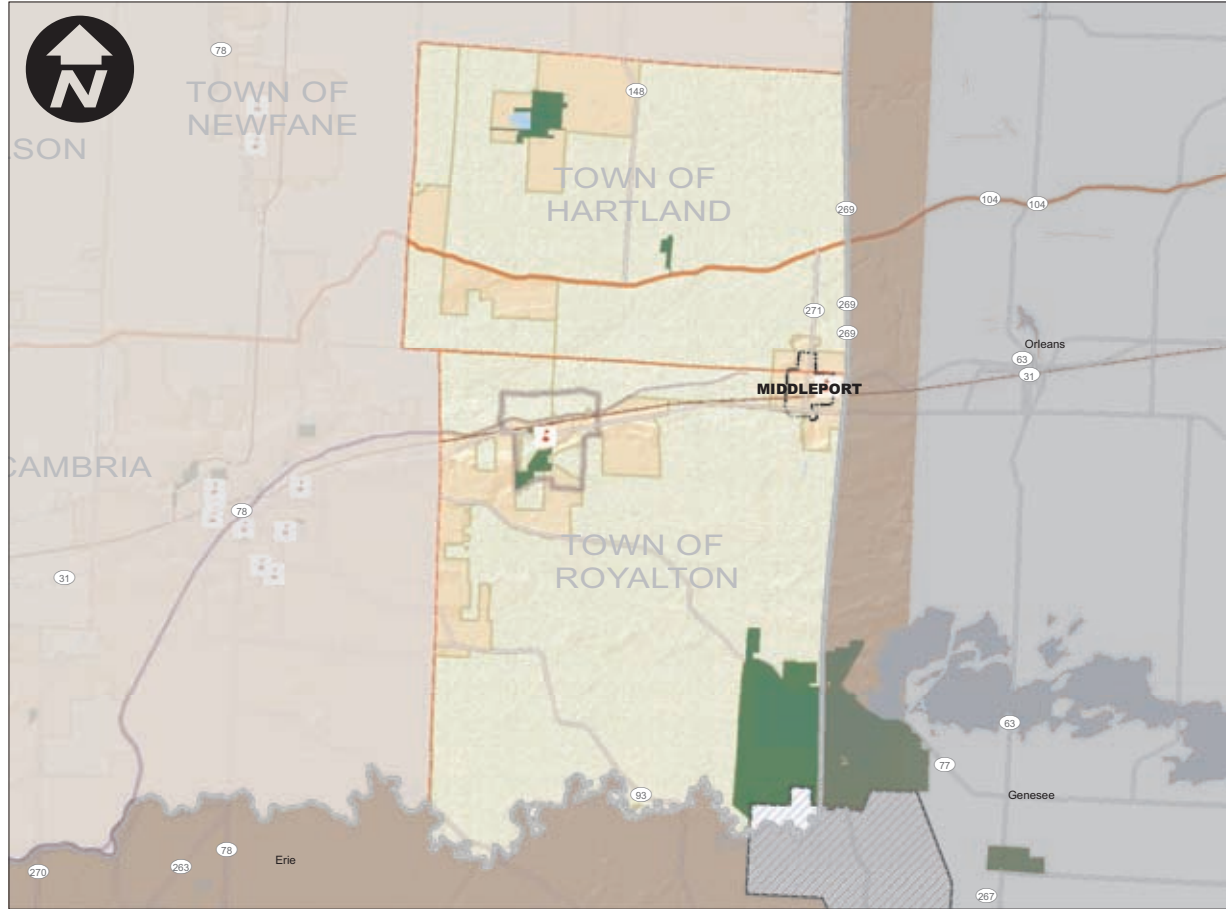 N
78
TOWN OF
NEWFANE
SON
148
TOWN OF
HARTLAND
269
104
104
271
269
269
Orleans
63
31
MIDDLEPORT
CAMBRIA
78
31
TOWN OF
ROYALTON
63
77
93
Genesee
Erie
78
263
270
267